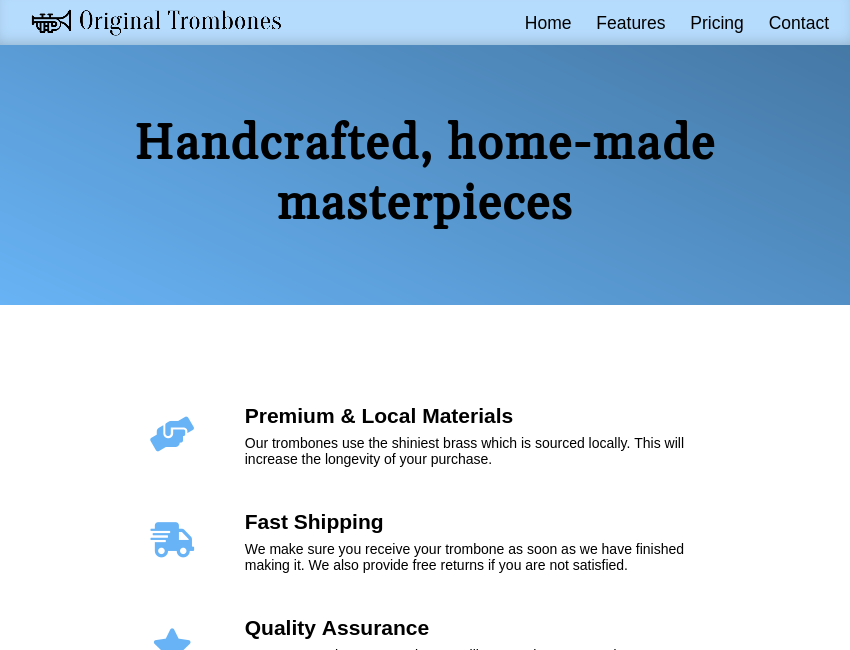 Original Trombones
Home Features Pricing Contact
Handcrafted, home-made
masterpieces
Premium & Local Materials
Our trombones use the shiniest brass which is sourced locally. This will
increase the longevity of your purchase.
Fast Shipping
We make sure you receive your trombone as soon as we have finished
making it. We also provide free returns if you are not satisfied.
Quality Assurance